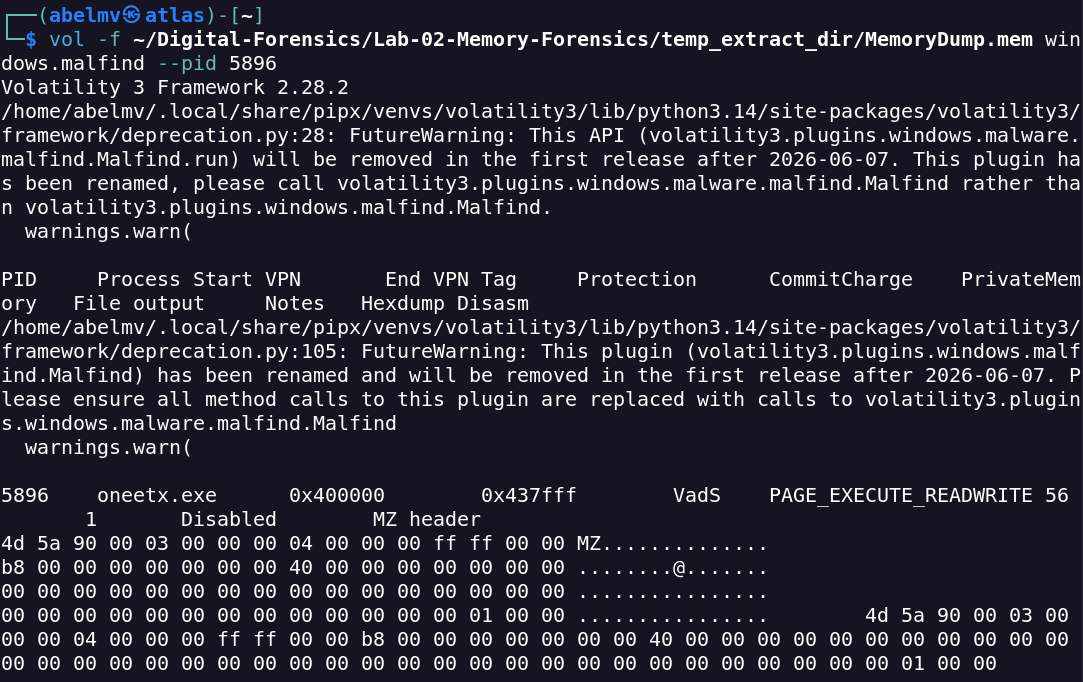 ┌──(abelmv㉿atlas)-[~]
└─$ vol -f ~/Digital-Forensics/Lab-02-Memory-Forensics/temp_extract_dir/MemoryDump.mem win
dows.malfind --pid 5896
Volatility 3 Framework 2.28.2
/home/abelmv/.local/share/pipx/venvs/volatility3/lib/python3.14/site-packages/volatility3/
framework/deprecation.py:28: FutureWarning: This API (volatility3.plugins.windows.malware.
malfind.Malfind.run) will be removed in the first release after 2026-06-07. This plugin ha
s been renamed, please call volatility3.plugins.windows.malware.malfind.Malfind rather tha
n volatility3.plugins.windows.malfind.Malfind.
  warnings.warn(
PID     Process Start VPN       End VPN Tag     Protection      CommitCharge    PrivateMem
ory   File output     Notes   Hexdump Disasm
/home/abelmv/.local/share/pipx/venvs/volatility3/lib/python3.14/site-packages/volatility3/
framework/deprecation.py:105: FutureWarning: This plugin (volatility3.plugins.windows.malf
ind.Malfind) has been renamed and will be removed in the first release after 2026-06-07. P
lease ensure all method calls to this plugin are replaced with calls to volatility3.plugin
s.windows.malware.malfind.Malfind
  warnings.warn(
5896    oneetx.exe      0x400000        0x437fff        VadS    PAGE_EXECUTE_READWRITE 56
       1       Disabled        MZ header
4d 5a 90 00 03 00 00 00 04 00 00 00 ff ff 00 00 MZ..............
b8 00 00 00 00 00 00 00 40 00 00 00 00 00 00 00 ........@.......
00 00 00 00 00 00 00 00 00 00 00 00 00 00 00 00 ................
00 00 00 00 00 00 00 00 00 00 00 00 00 01 00 00 ................        4d 5a 90 00 03 00
00 00 04 00 00 00 ff ff 00 00 b8 00 00 00 00 00 00 00 40 00 00 00 00 00 00 00 00 00 00 00
00 00 00 00 00 00 00 00 00 00 00 00 00 00 00 00 00 00 00 00 00 00 00 00 01 00 00